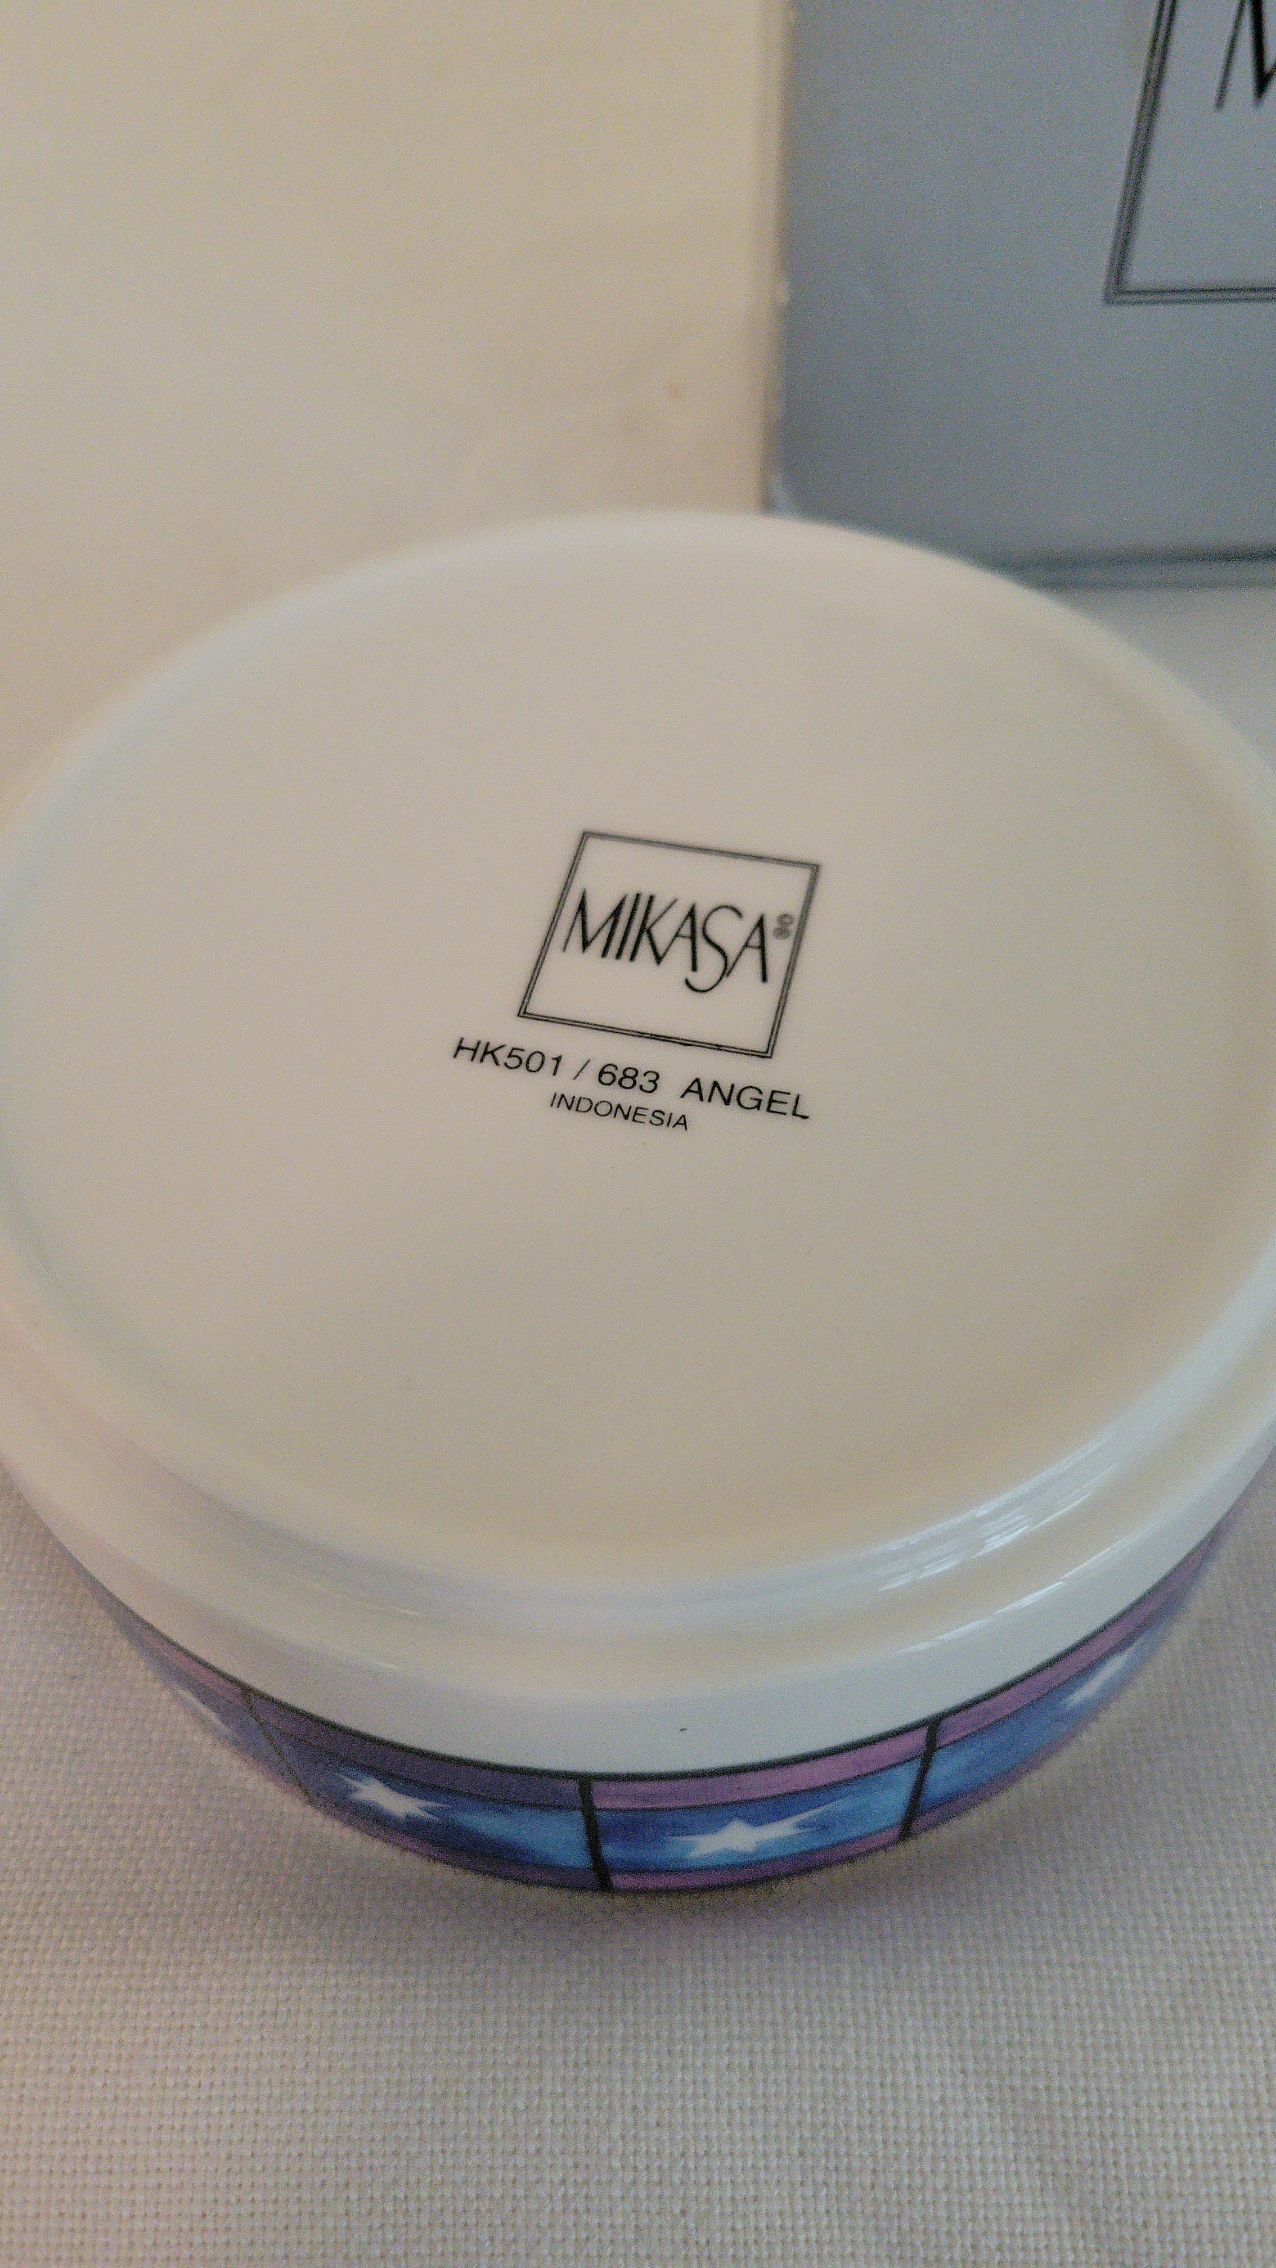 MIKASA®
HK501 / 683 ANGEL
INDONESIA